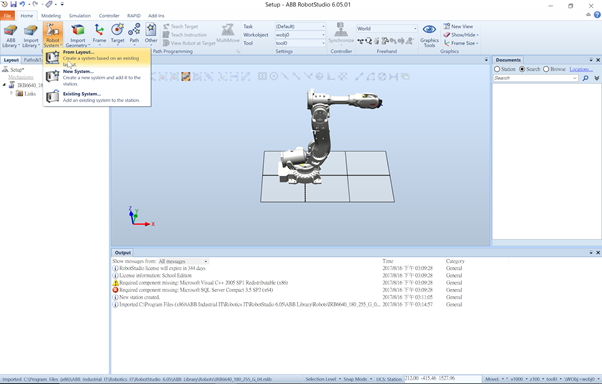 Setup - ABB RobotStudio 6.05.01
File Home Modeling Simulation Controller RAPID Add-Ins
ABB Library Import Library Robot System Import Geometry Frame Target Path Other
Teach Target
Teach Instruction
View Robot at Target
MultiMove
Task (Default)
Workobject wobj0
Tool tool0
World
Synchronize
Graphics Tools
New View
Show/Hide
Frame Size
Path Programming Settings Controller Freehand Graphics
From Layout...
Create a system based on an existing
New System...
Create a new system and add it to the station.
Existing System...
Add an existing system to the station.
Layout
Setup*
Mechanisms
IRB6640_18
Links
Z
Y
X
Documents
Station Search Browse Locations...
Search
Output
Show messages from: All messages Time Category
RobotStudio license will expire in 344 days 2017/8/16 下午 03:09:28 General
License information: School Edition 2017/8/16 下午 03:09:28 General
Required component missing: Microsoft Visual C++ 2005 SP1 Redistributable (x86) 2017/8/16 下午 03:09:28 General
Required component missing: Microsoft SQL Server Compact 3.5 SP2 (x64) 2017/8/16 下午 03:09:28 General
New station created. 2017/8/16 下午 03:11:05 General
Imported C:\Program Files (x86)\ABB Industrial IT\Robotics IT\RobotStudio 6.05\ABB Library\Robots\IRB6640_180_255_G_0... 2017/8/16 下午 03:14:57 General
Imported C:\Program Files (x86)\ABB Industrial IT\Robotics IT\RobotStudio 6.05\ABB Library\Robots\IRB6640_180_255_G_04.rslib Selection Level Snap Mode UCS: Station 212.00 -415.46 1527.96 MoveL v1000 z100 tool0 \WObj:=wobj0